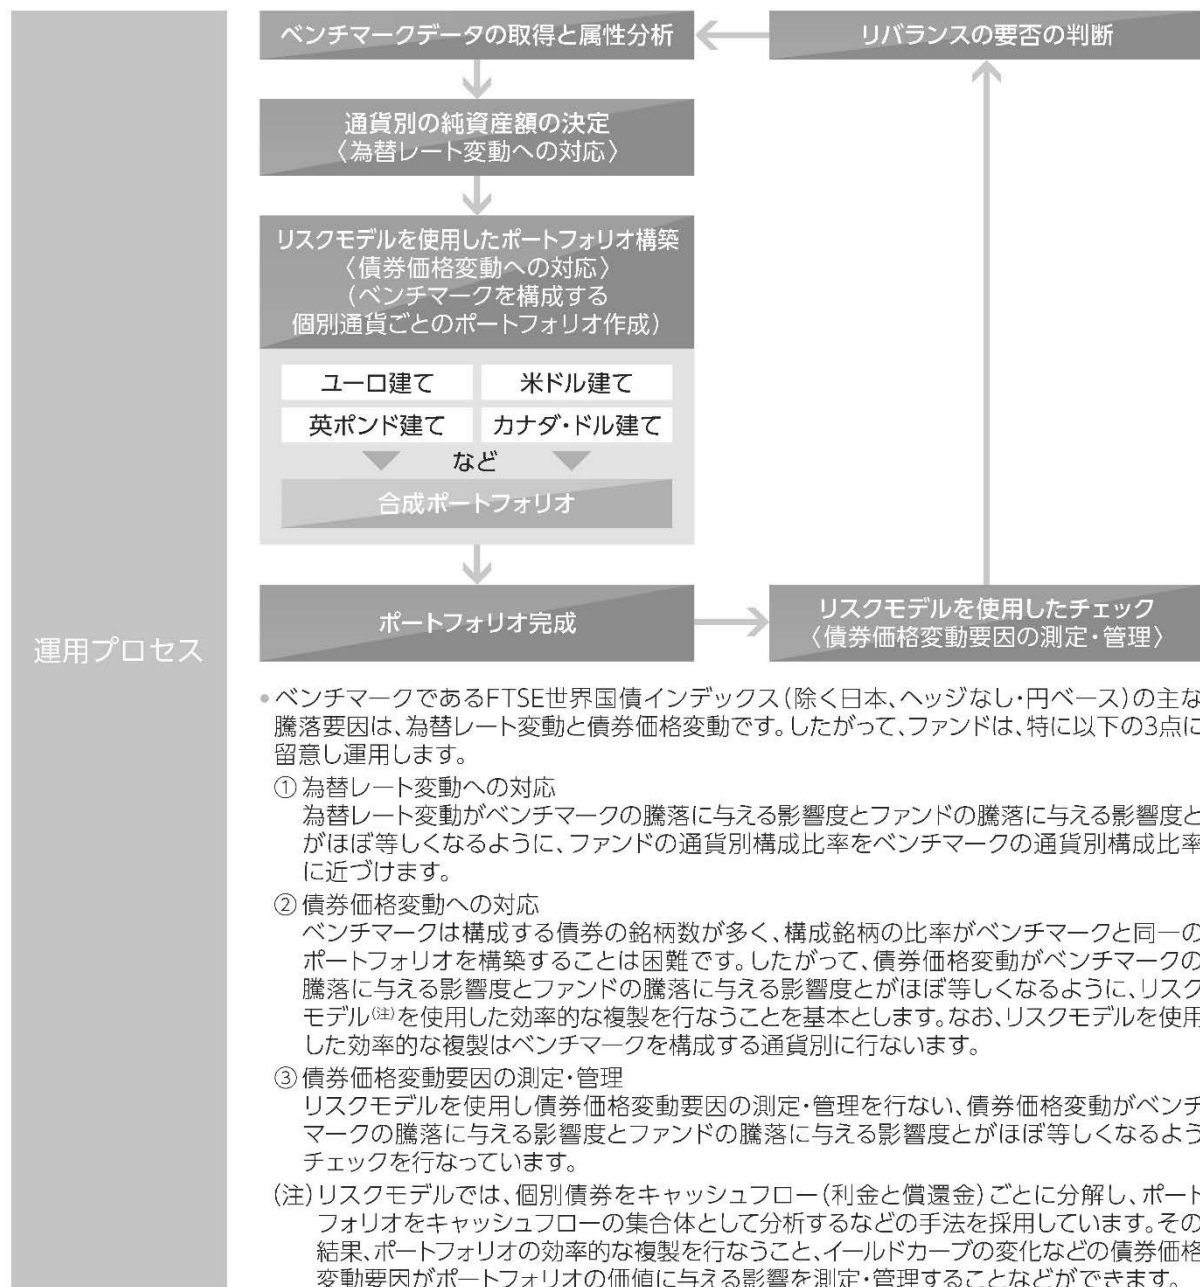 運用プロセス
ベンチマークデータの取得と属性分析
リバランスの要否の判断
通貨別の純資産額の決定
〈為替レート変動への対応〉
リスクモデルを使用したポートフォリオ構築
〈債券価格変動への対応〉
(ベンチマークを構成する
個別通貨ごとのポートフォリオ作成)
ユーロ建て
米ドル建て
英ポンド建て
カナダ・ドル建て
など
合成ポートフォリオ
ポートフォリオ完成
リスクモデルを使用したチェック
〈債券価格変動要因の測定・管理〉
●ベンチマークであるFTSE世界国債インデックス(除く日本、ヘッジなし・円ベース)の主な
騰落要因は、為替レート変動と債券価格変動です。したがって、ファンドは、特に以下の3点に
留意し運用します。
①為替レート変動への対応
為替レート変動がベンチマークの騰落に与える影響度とファンドの騰落に与える影響度と
がほぼ等しくなるように、ファンドの通貨別構成比率をベンチマークの通貨別構成比率
に近づけます。
②債券価格変動への対応
ベンチマークは構成する債券の銘柄数が多く、構成銘柄の比率がベンチマークと同一の
ポートフォリオを構築することは困難です。したがって、債券価格変動がベンチマークの
騰落に与える影響度とファンドの騰落に与える影響度とがほぼ等しくなるように、リスク
モデル(注)を使用した効率的な複製を行なうことを基本とします。なお、リスクモデルを使用
した効率的な複製はベンチマークを構成する通貨別に行ないます。
③債券価格変動要因の測定・管理
リスクモデルを使用し債券価格変動要因の測定・管理を行ない、債券価格変動がベンチ
マークの騰落に与える影響度とファンドの騰落に与える影響度とがほぼ等しくなるよう
チェックを行なっています。
(注)リスクモデルでは、個別債券をキャッシュフロー(利金と償還金)ごとに分解し、ポート
フォリオをキャッシュフローの集合体として分析するなどの手法を採用しています。その
結果、ポートフォリオの効率的な複製を行なうこと、イールドカーブの変化などの債券価格
変動要因がポートフォリオの価値に与える影響を測定・管理することなどができます。